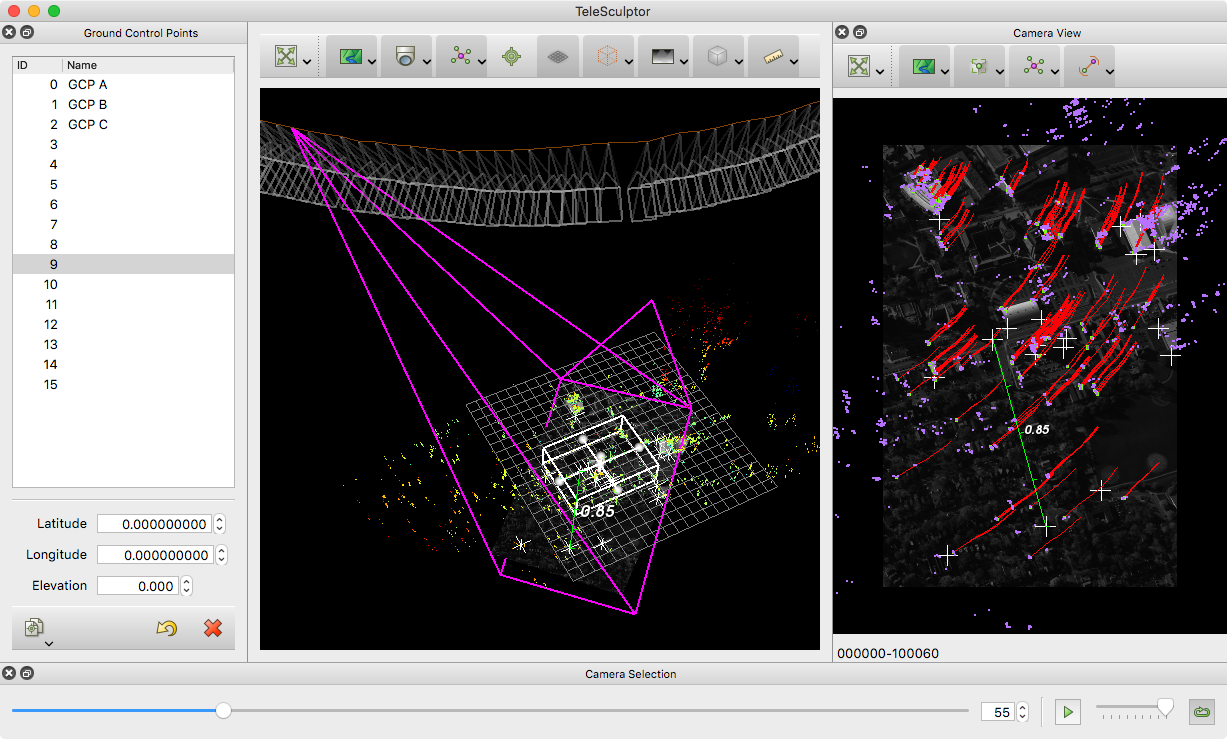 TeleSculptor
Ground Control Points
ID Name
0 GCP A
1 GCP B
2 GCP C
3
4
5
6
7
8
9
10
11
12
13
14
15
Latitude 0.000000000
Longitude 0.000000000
Elevation 0.000
0.85
Camera View
0.85
000000-100060
Camera Selection
55